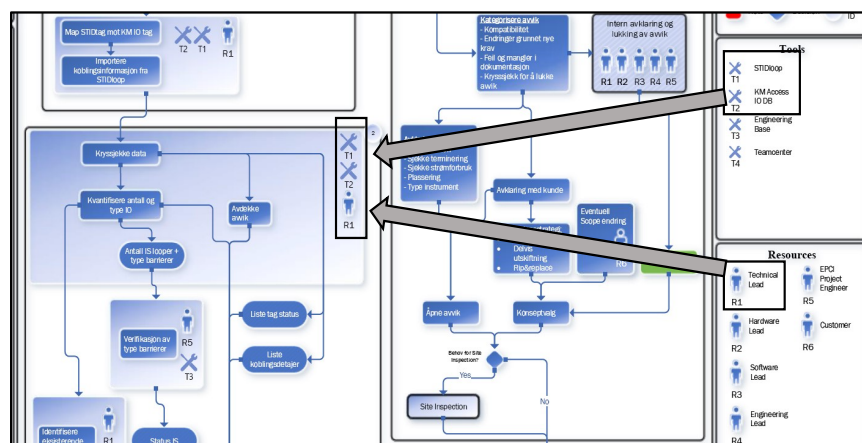 Map STIDtag mot KM IO tag
Importere
koblingsinformasjon fra
STIDloop
T2 T1
R1
Kryssjekke data
Kvantifisere antall og
type IO
Avdekke
avvik
Antall IS looper +
type barrierer
T1
T2
R1
2
Verifikasjon av
type barrierer
R5
T3
Liste tag status
Liste
koblingsdetajer
Identifisere
eksisterende
R1
Status IS
Kategorisere avvik
- Kompatibilitet
- Endringer grunnet nye
krav
- Feil og mangler i
dokumentasjon
- Kryssjekk for å lukke
avvik
Intern avklaring og
lukking av avvik
R1 R2 R3 R4 R5
- Sjekke terminering
- Sjekke strømforbruk
- Plassering
- Type instrument
Avklaring med kunde
Eventuell
Scope endring
R6
• Delvis
utskiftning
• Rip&replace
Åpne avvik
Konseptvalg
Behov for Site
Inspection?
Yes
No
Site Inspection
ID
Tools
T1
STIDloop
T2
KM Access
IO DB
T3
Engineering
Base
T4
Teamcenter
Resources
R1
Technical
Lead
R5
EPCI
Project
Engineer
R2
Hardware
Lead
R6
Customer
R3
Software
Lead
R4
Engineering
Lead